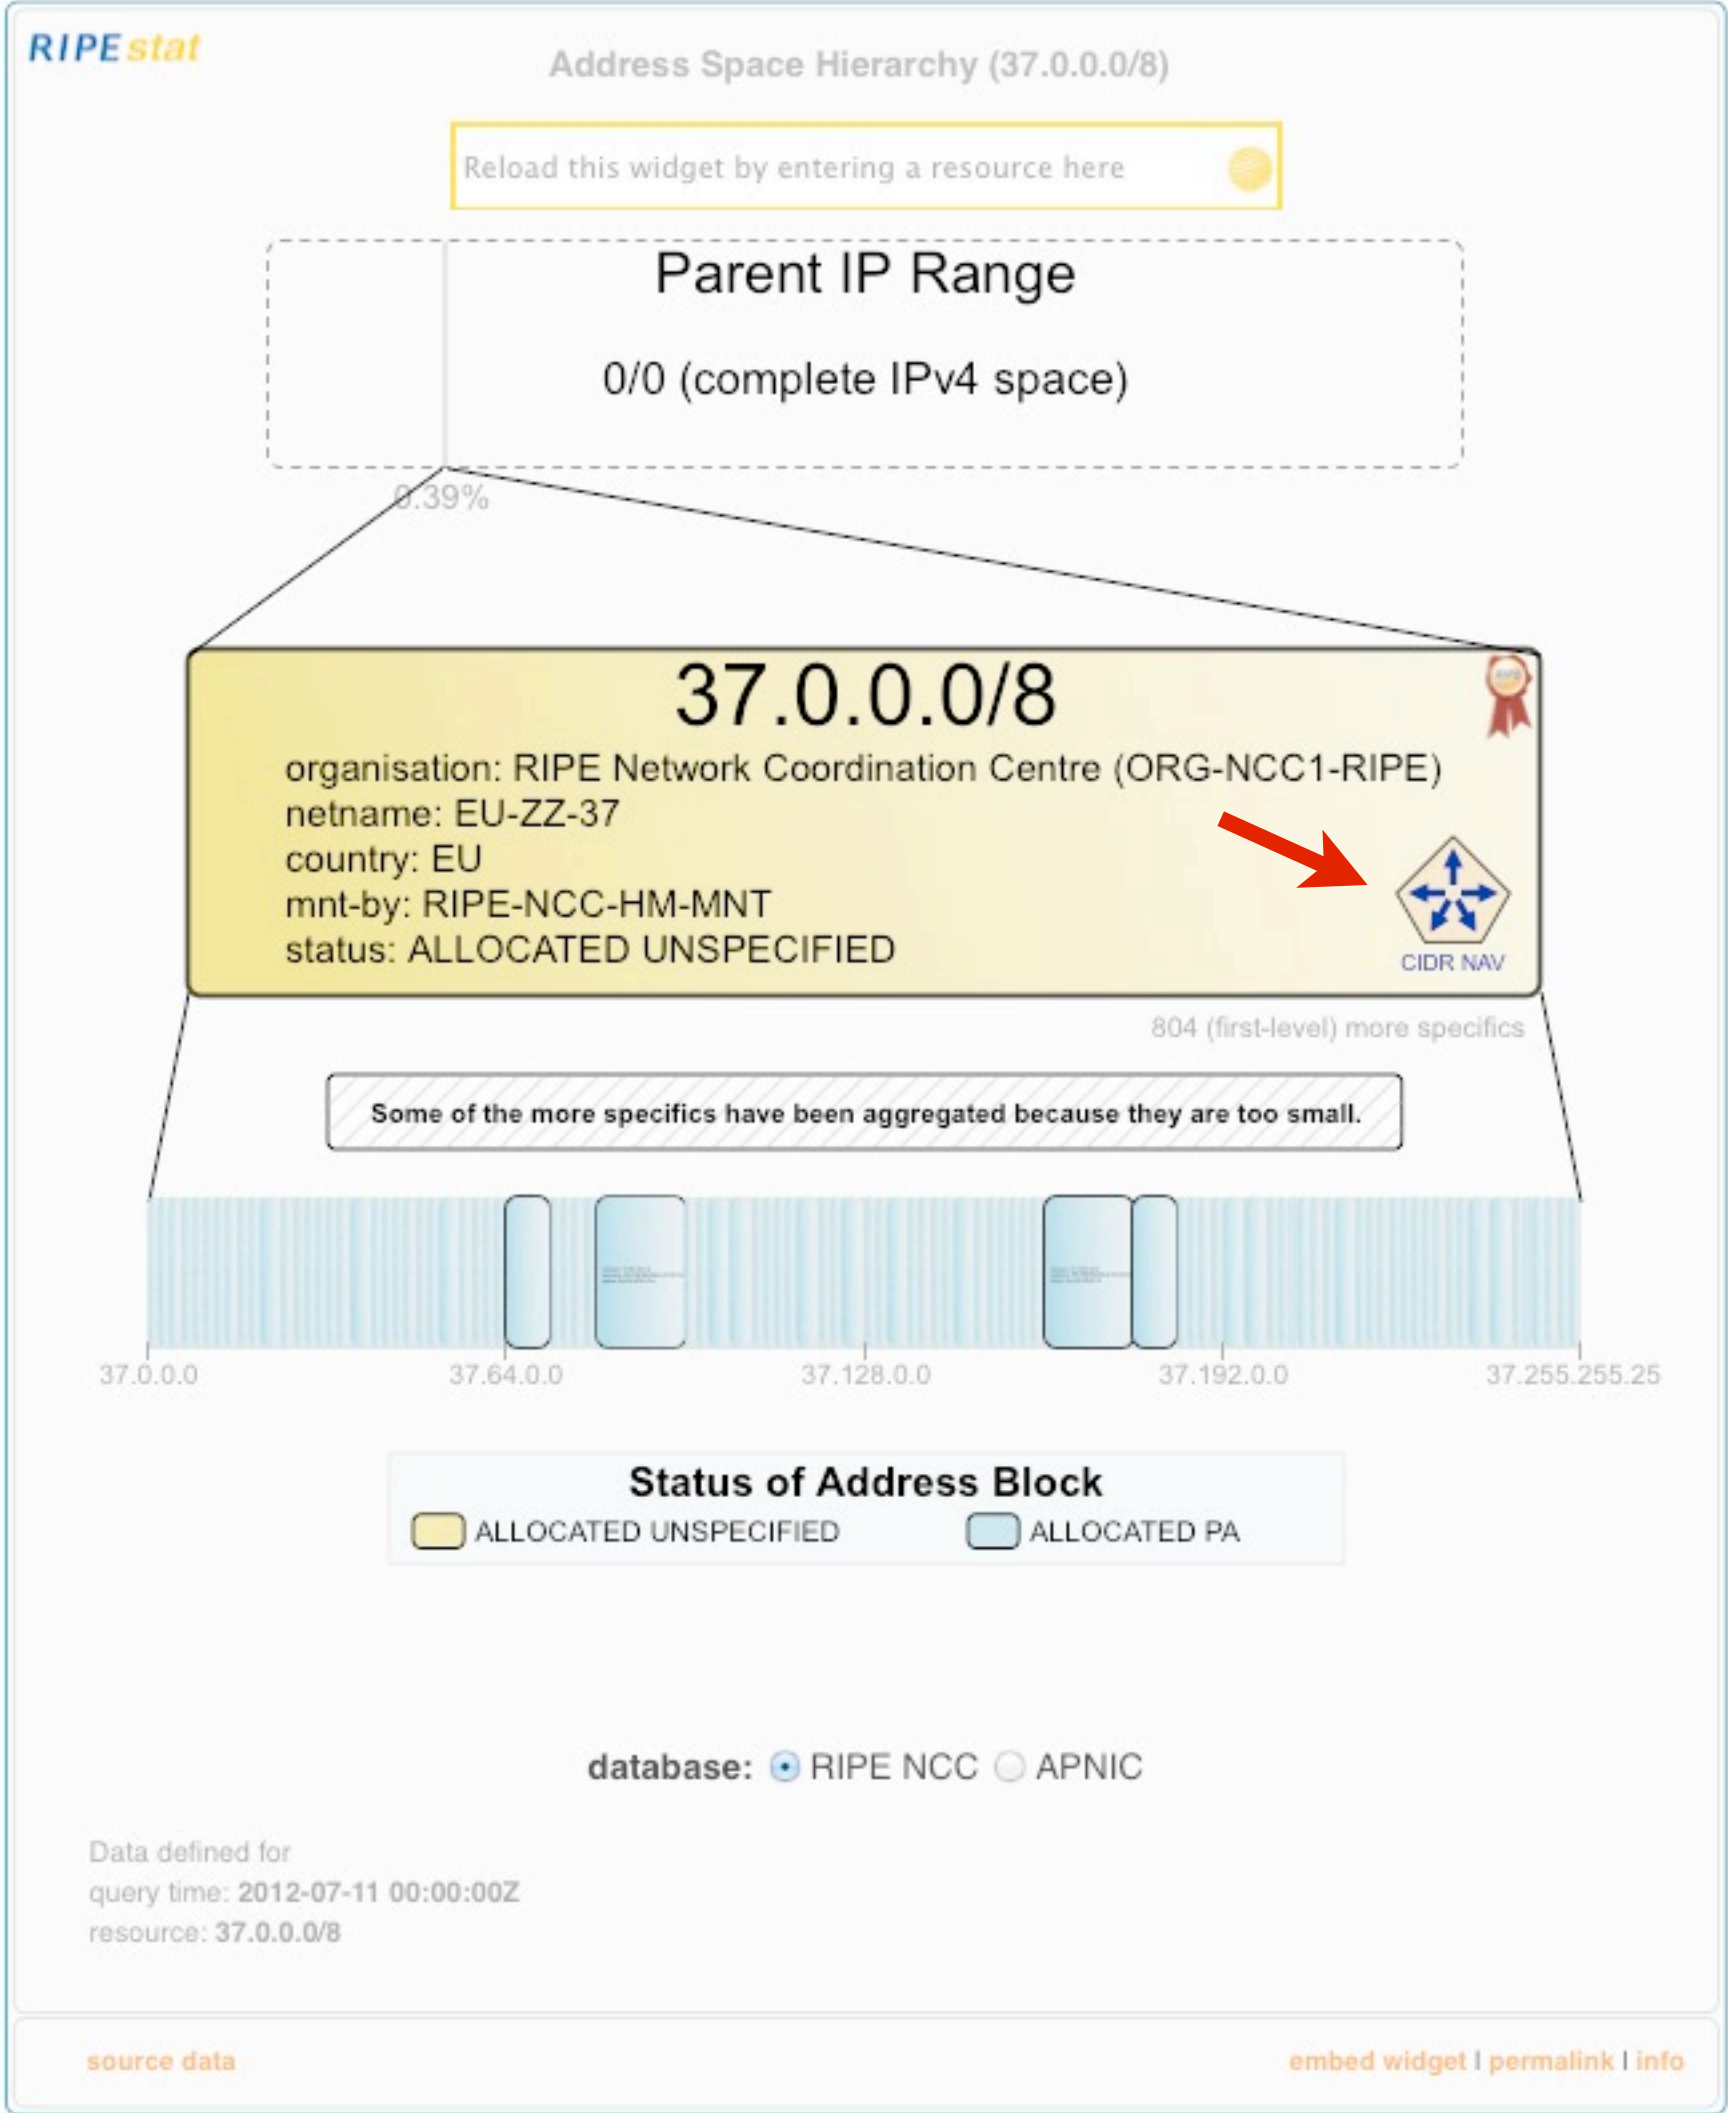 RIPEstat
Address Space Hierarchy (37.0.0.0/8)
Reload this widget by entering a resource here
Parent IP Range
0/0 (complete IPv4 space)
0.39%
37.0.0.0/8
organisation: RIPE Network Coordination Centre (ORG-NCC1-RIPE)
netname: EU-ZZ-37
country: EU
mnt-by: RIPE-NCC-HM-MNT
status: ALLOCATED UNSPECIFIED
CIDR NAV
804 (first-level) more specifics
Some of the more specifics have been aggregated because they are too small.
37.0.0.0 37.64.0.0 37.128.0.0 37.192.0.0 37.255.255.25
Status of Address Block
ALLOCATED UNSPECIFIED ALLOCATED PA
database: RIPE NCC APNIC
Data defined for
query time: 2012-07-11 00:00:00Z
resource: 37.0.0.0/8
source data embed widget | permalink | info